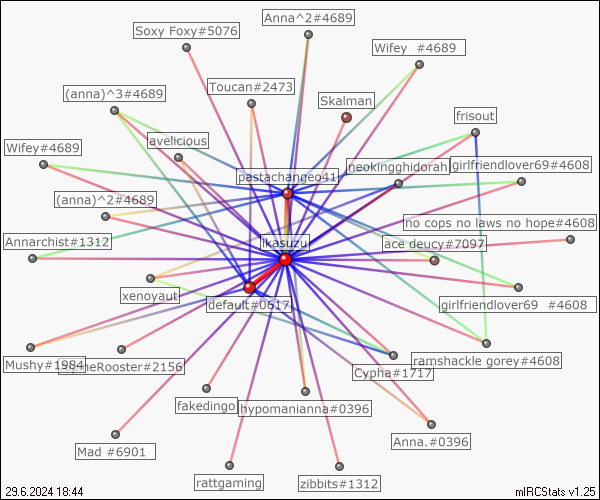 Anna^2#4689
Soxy Foxy #5076
Wifey #4689
Toucan#2473
(anna)^3#4689
Skalman
frisout
avelicious
Wifey#4689
neokingghidorah
girlfriendlover69#4608
pastachangeo41
(anna)^2#4689
no cops no laws no hope#4608
Annarchist#1312
ikasuzu
ace deucy#7097
xenoyaut
default#0617
girlfriendlover69 #4608
Mushy#1984
heRooster#2156
Cypha#1717
ramshackle gorey#4608
fakedingo
hypomanianna#0396
Anna.#0396
Mad #6901
rattgaming
zibbits#1312
29.6.2024 18:44
mIRCStats v1.25